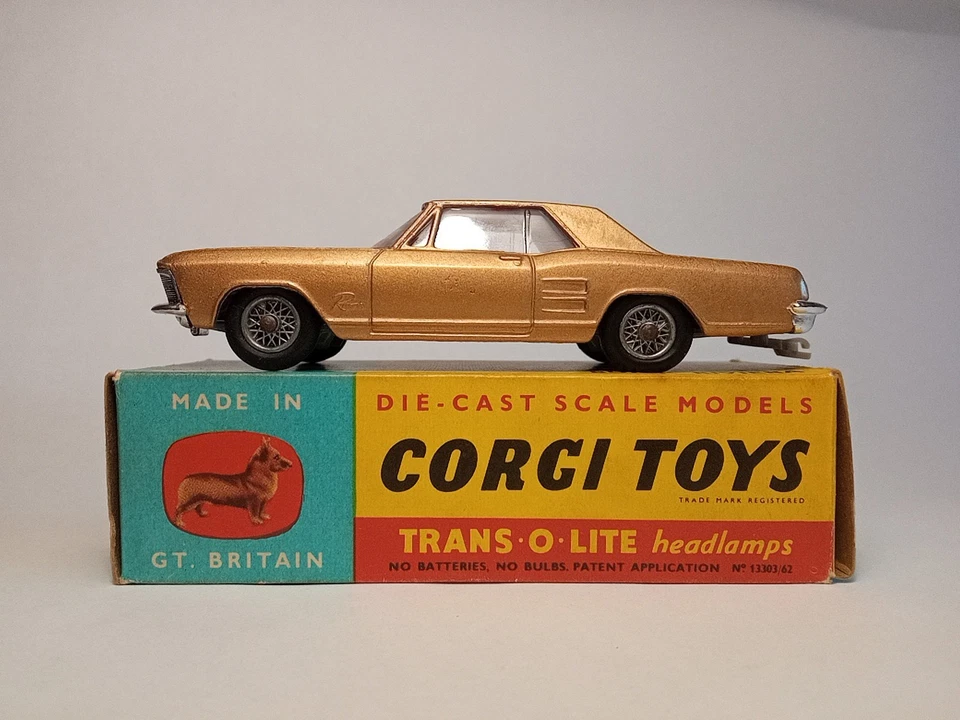 Riviera
MADE IN
GT. BRITAIN
DIE-CAST SCALE MODELS
CORGI TOYS
TRADE MARK REGISTERED
TRANS·O·LITE headlamps
NO BATTERIES, NO BULBS. PATENT APPLICATION Nº 13303/62